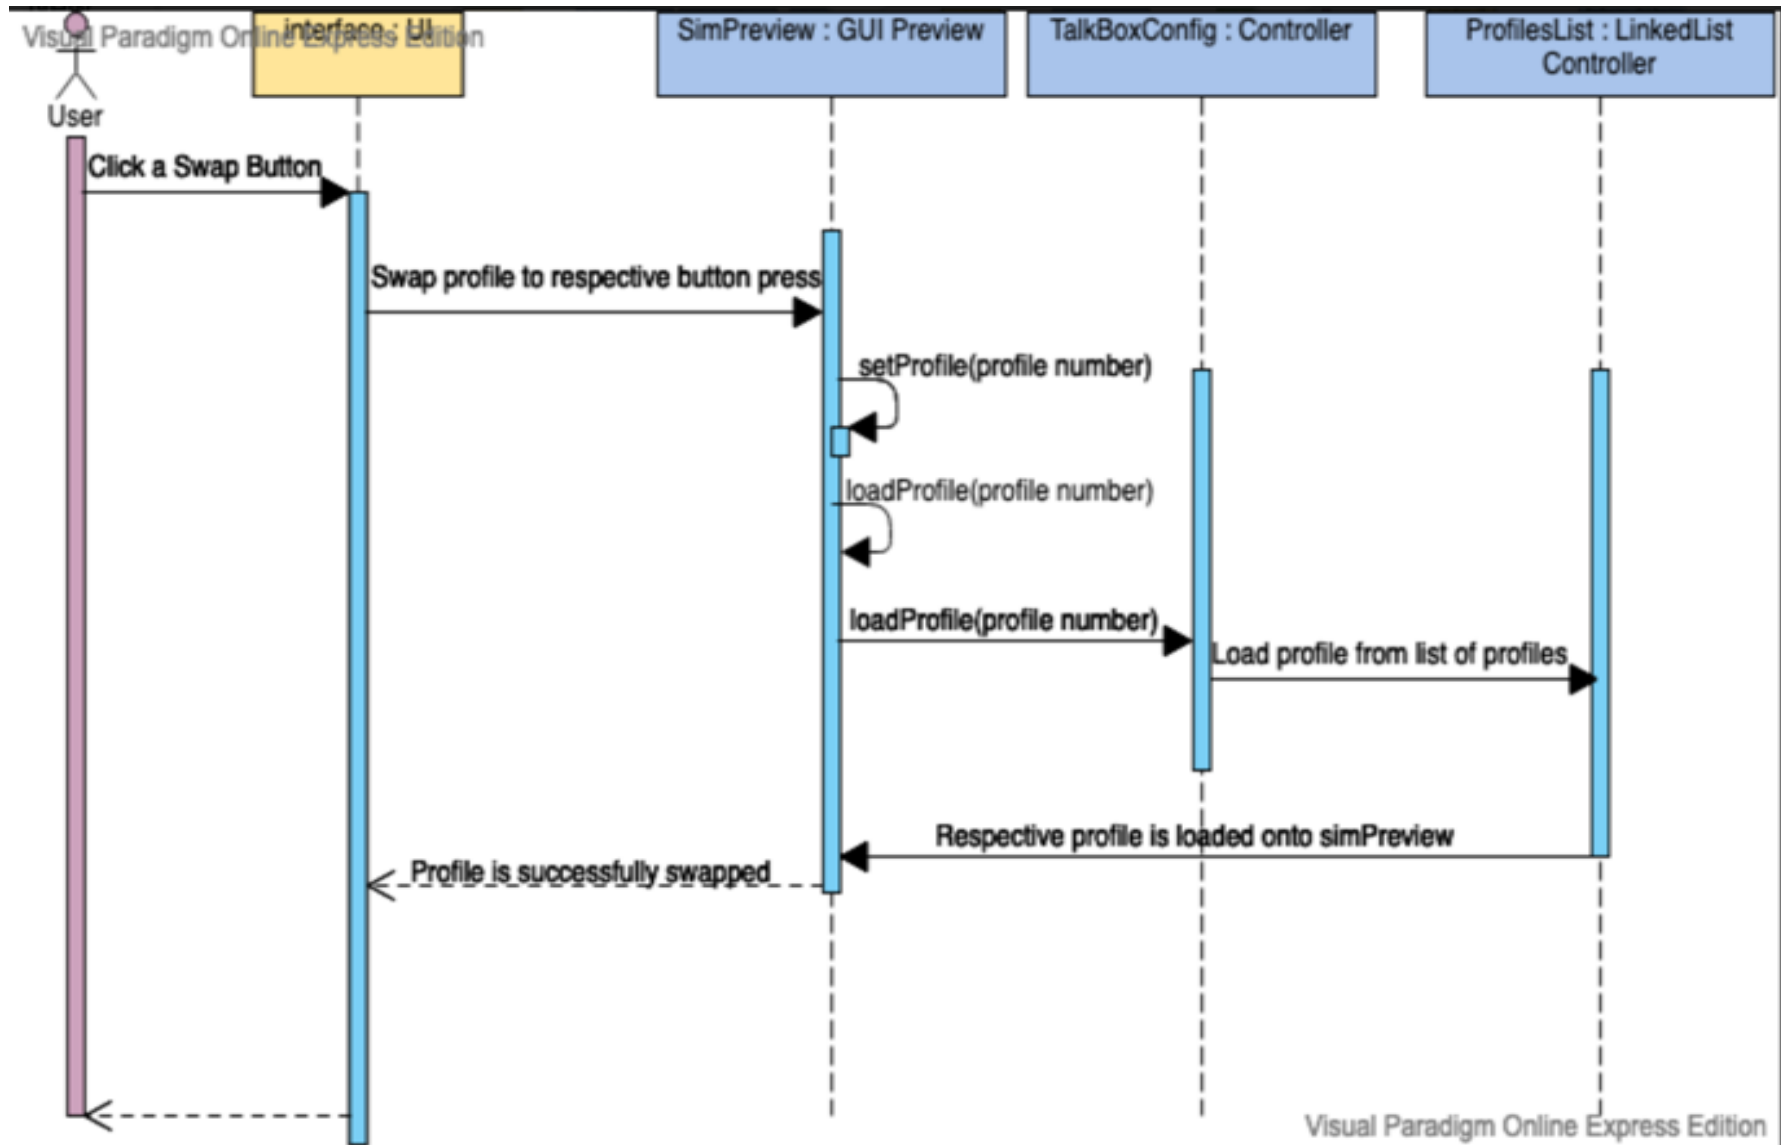 Visual Paradigm Online Express Edition
interface : UI
SimPreview : GUI Preview
TalkBoxConfig : Controller
ProfilesList : LinkedList
Controller
User
Click a Swap Button
Swap profile to respective button press
setProfile(profile number)
loadProfile(profile number)
loadProfile(profile number)
Load profile from list of profiles
Respective profile is loaded onto simPreview
Profile is successfully swapped
Visual Paradigm Online Express Edition